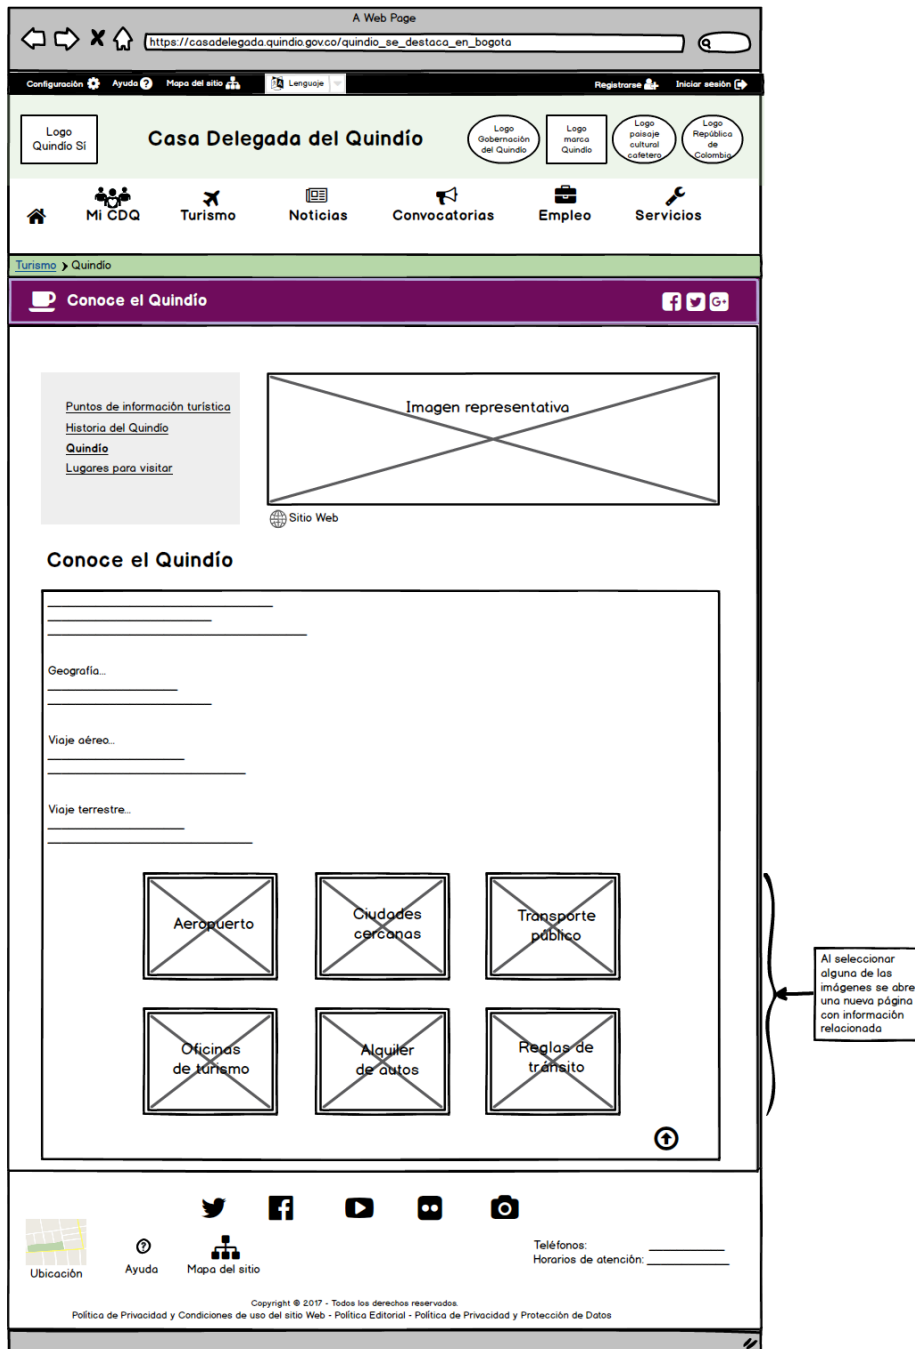 A Web Page
https://casadelegada.quindio.gov.co/quindio_se_destaca_en_bogota
Configuración Ayuda Mapa del sitio Lenguaje Registrarse Iniciar sesión
Logo
Quindío Sí
Casa Delegada del Quindío
Logo
Gobernación
del Quindío
Logo
marca
Quindío
Logo
paisaje
cultural
cafetero
Logo
República
de
Colombia
Mi CDQ Turismo Noticias Convocatorias Empleo Servicios
Turismo Quindío
Conoce el Quindío
Puntos de información turística
Historia del Quindío
Quindío
Lugares para visitar
Imagen representativa
Sitio Web
Conoce el Quindío
Geografía...
Viaje aéreo...
Viaje terrestre...
Aeropuerto
Ciudades
cercanas
Transporte
público
Al seleccionar
alguna de las
imágenes se abre
una nueva página
con información
relacionada
Oficinas
de turismo
Alquiler
de autos
Reglas de
tránsito
Ubicación
Ayuda
Mapa del sitio
Teléfonos:
Horarios de atención:
Copyright © 2017 - Todos los derechos reservados.
Política de Privacidad y Condiciones de uso del sitio Web - Política Editorial - Política de Privacidad y Protección de Datos